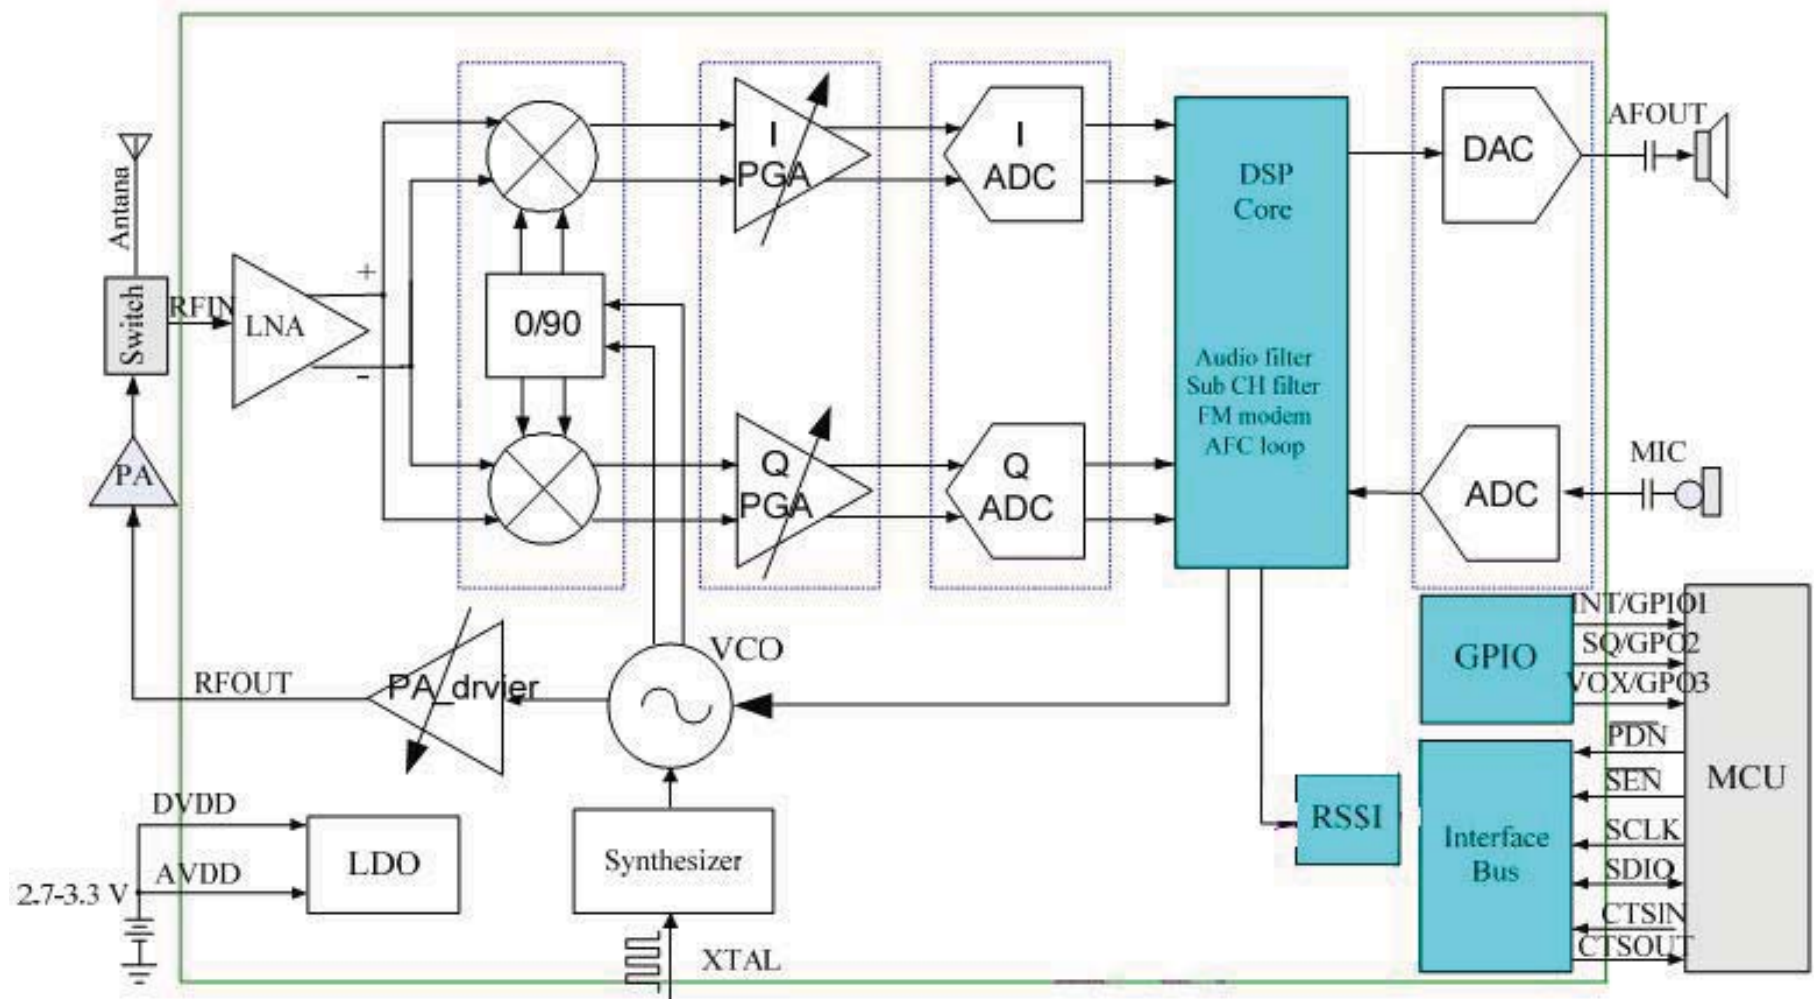 AFOUT
I
PGA
I
ADC
DSP
Core
DAC
Antana
+
-
RFIN
LNA
Switch
0/90
Audio filter
Sub CH filter
FM modem
AFC loop
PA
Q
PGA
Q
ADC
ADC
MIC
INT/GPIO1
SQ/GPO2
VOX/GPO3
GPIO
VCO
RFOUT
PA_drvier
PDN
SEN
SCLK
SDIO
CTSIN
CTSOUT
MCU
Interface
Bus
RSSI
DVDD
AVDD
LDO
2.7-3.3 V
Synthesizer
XTAL